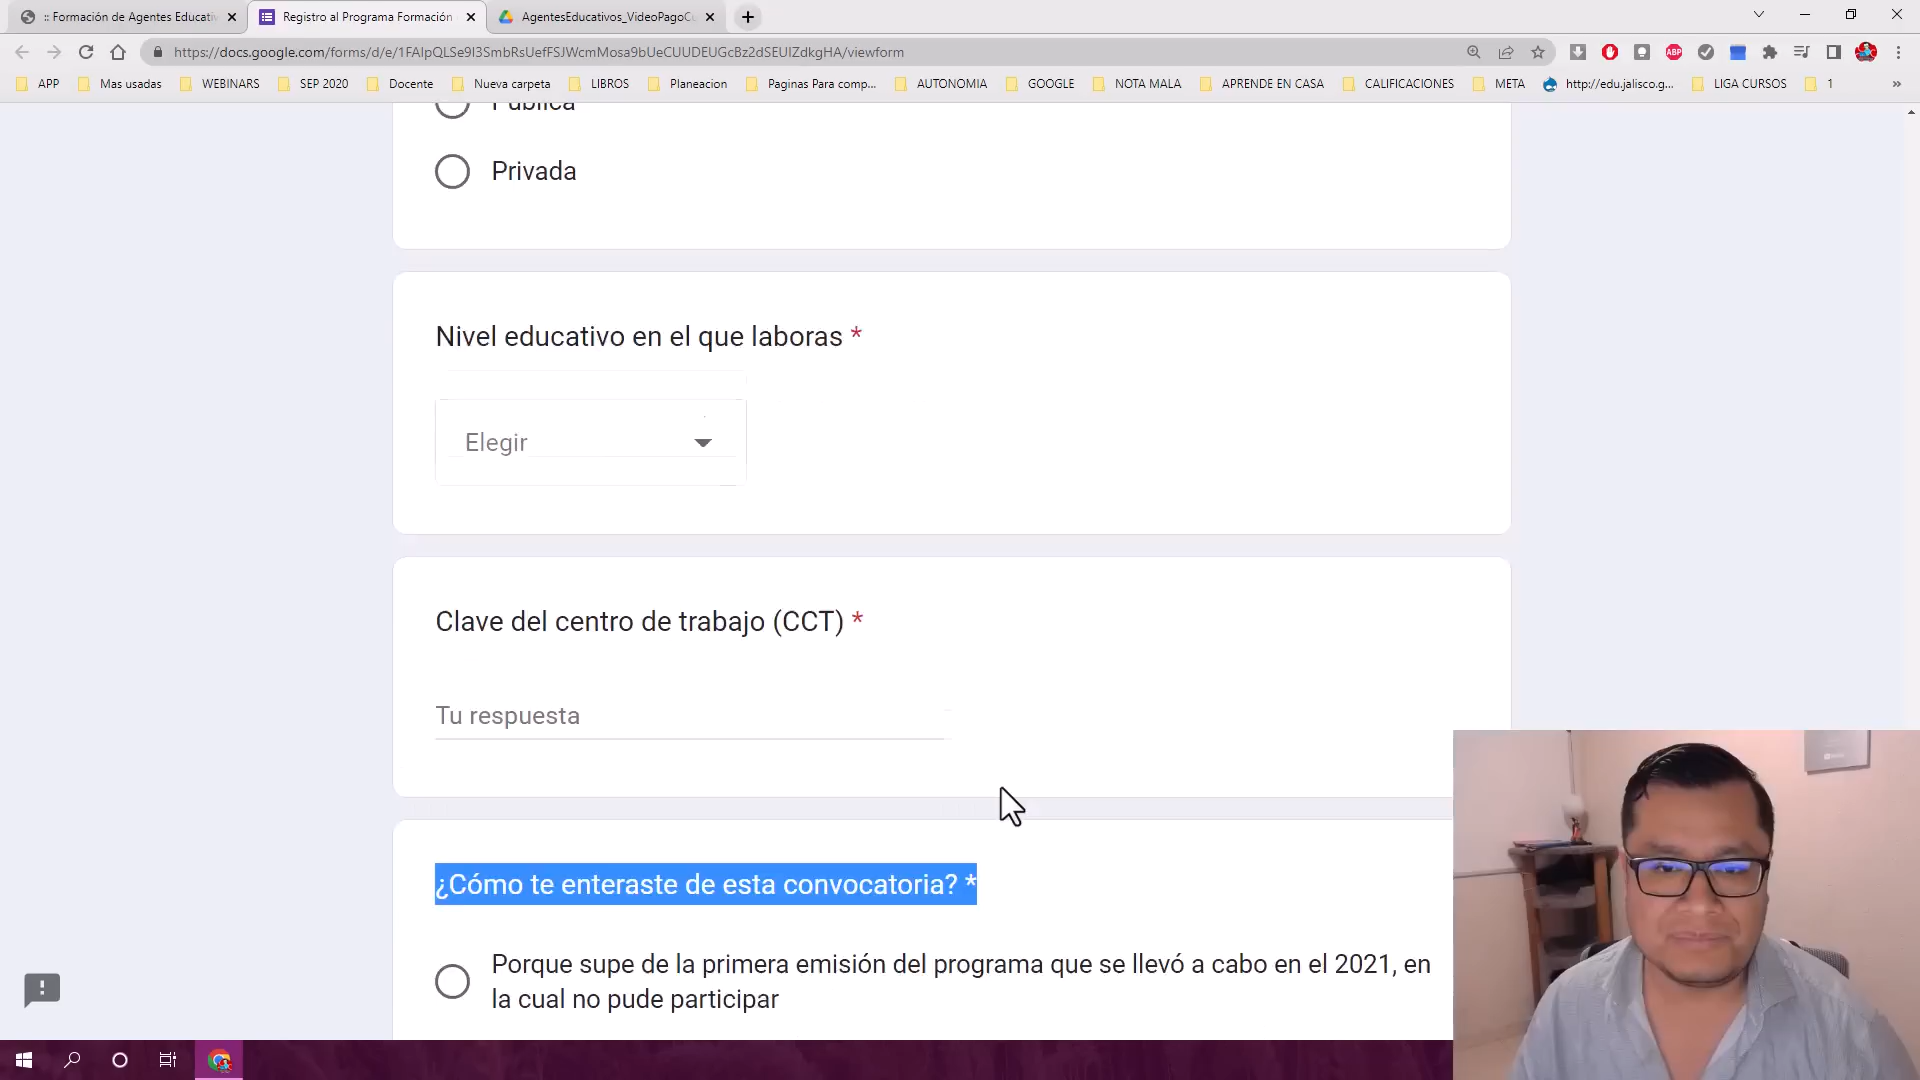 :: Formación de Agentes Educati
Registro al Programa Formación
AgentesEducativos_VideoPagoCu
https://docs.google.com/forms/d/e/1FAIpQLSe9I3SmbRsUefFSJWcmMosa9bUeCUUDEUGcBz2dSEUIZdkgHA/viewform
ABP
APP
Mas usadas
WEBINARS
SEP 2020
Docente
Nueva carpeta
LIBROS
Planeacion
Paginas Para comp...
AUTONOMIA
GOOGLE
NOTA MALA
APRENDE EN CASA
CALIFICACIONES
META
http://edu.jalisco.g...
LIGA CURSOS
1
»
Pública
Privada
Nivel educativo en el que laboras *
Elegir
Clave del centro de trabajo (CCT) *
Tu respuesta
¿Cómo te enteraste de esta convocatoria? *
Porque supe de la primera emisión del programa que se llevó a cabo en el 2021, en
la cual no pude participar